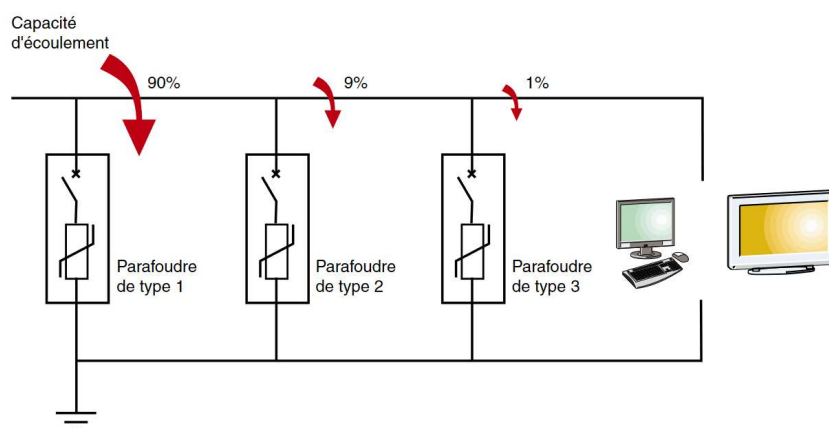 Capacité
d'écoulement
90%
9%
1%
Parafoudre
de type 1
Parafoudre
de type 2
Parafoudre
de type 3